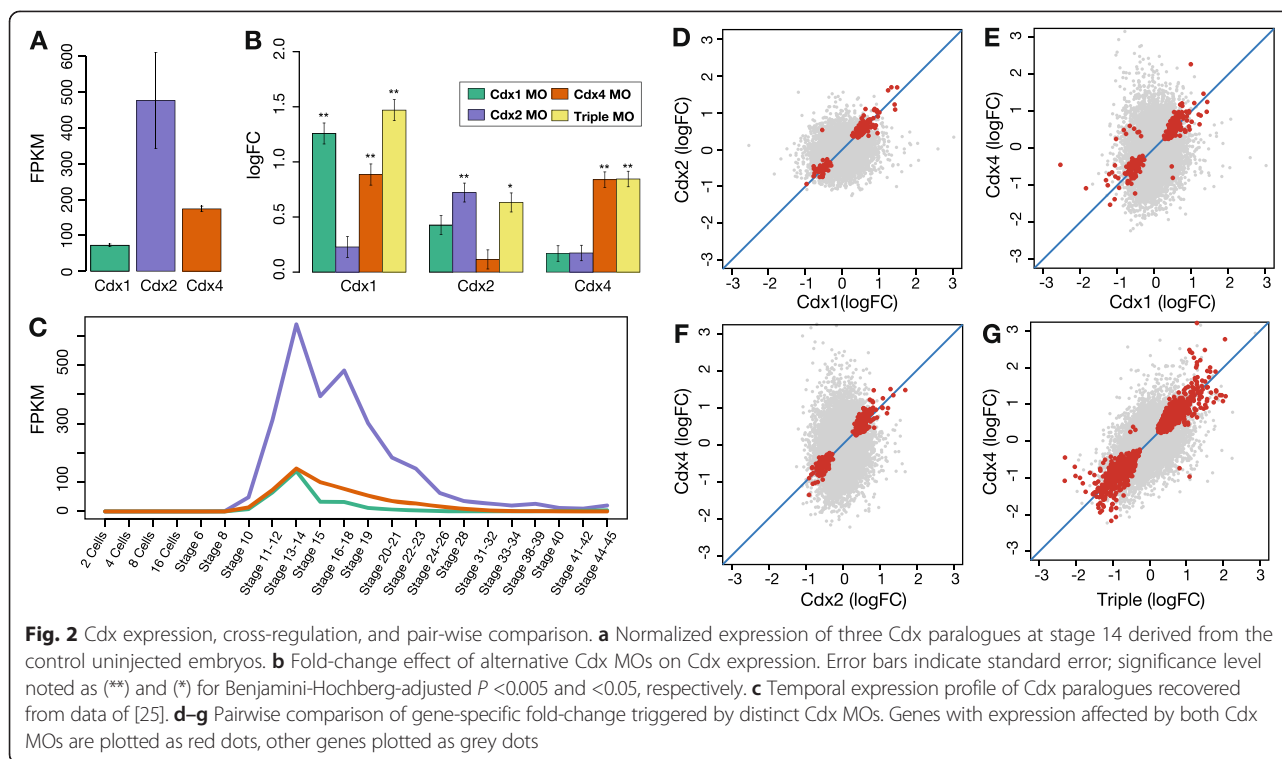 A
FPKM
600
500
400
300
200
100
0
Cdx1 Cdx2 Cdx4
B
logFC
2.0
1.5
1.0
0.5
0.0
Cdx1 MO Cdx4 MO
Cdx2 MO Triple MO
** ** **
** *
** **
Cdx1 Cdx2 Cdx4
C
FPKM
500
300
100
0
2 Cells
4 Cells
8 Cells
16 Cells
Stage 6
Stage 8
Stage 10
Stage 11-12
Stage 13-14
Stage 15
Stage 16-18
Stage 19
Stage 20-21
Stage 22-23
Stage 24-26
Stage 28
Stage 31-32
Stage 33-34
Stage 38-39
Stage 40
Stage 41-42
Stage 44-45
D
Cdx2 (logFC)
3
2
1
0
-1
-2
-3
-3 -2 -1 0 1 2 3
Cdx1(logFC)
E
Cdx4 (logFC)
3
2
1
0
-1
-2
-3
-3 -2 -1 0 1 2 3
Cdx1 (logFC)
F
Cdx4 (logFC)
3
2
1
0
-1
-2
-3
-3 -2 -1 0 1 2 3
Cdx2 (logFC)
G
Cdx4 (logFC)
3
2
1
0
-1
-2
-3
-3 -2 -1 0 1 2 3
Triple (logFC)
Fig. 2 Cdx expression, cross-regulation, and pair-wise comparison. a Normalized expression of three Cdx paralogues at stage 14 derived from the
control uninjected embryos. b Fold-change effect of alternative Cdx MOs on Cdx expression. Error bars indicate standard error; significance level
noted as (**) and (*) for Benjamini-Hochberg-adjusted P <0.005 and <0.05, respectively. c Temporal expression profile of Cdx paralogues recovered
from data of [25]. d–g Pairwise comparison of gene-specific fold-change triggered by distinct Cdx MOs. Genes with expression affected by both Cdx
MOs are plotted as red dots, other genes plotted as grey dots